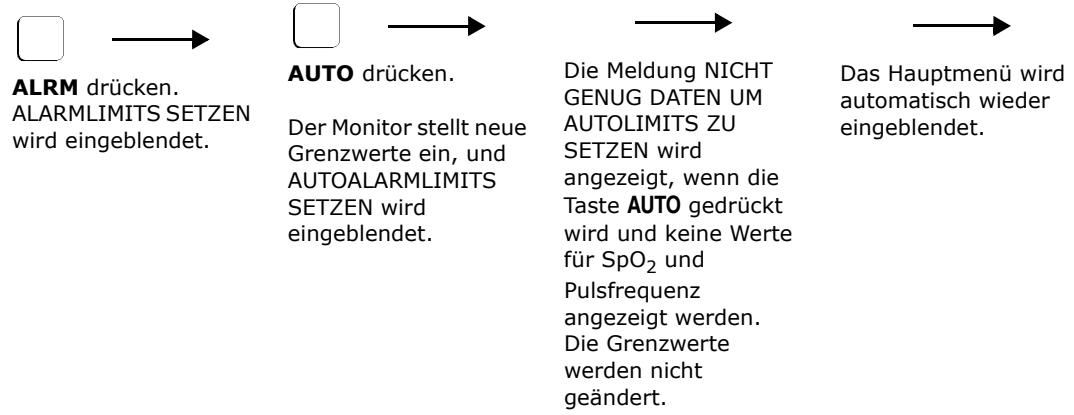 ALRM drücken.
ALARMLIMITS SETZEN
wird eingeblendet.
AUTO drücken.
Der Monitor stellt neue
Grenzwerte ein, und
AUTOALARMLIMITS
SETZEN wird
eingeblendet.
Die Meldung NICHT
GENUG DATEN UM
AUTOLIMITS ZU
SETZEN wird
angezeigt, wenn die
Taste AUTO gedrückt
wird und keine Werte
für SpO₂ und
Pulsfrequenz
angezeigt werden.
Die Grenzwerte
werden nicht
geändert.
Das Hauptmenü wird
automatisch wieder
eingeblendet.